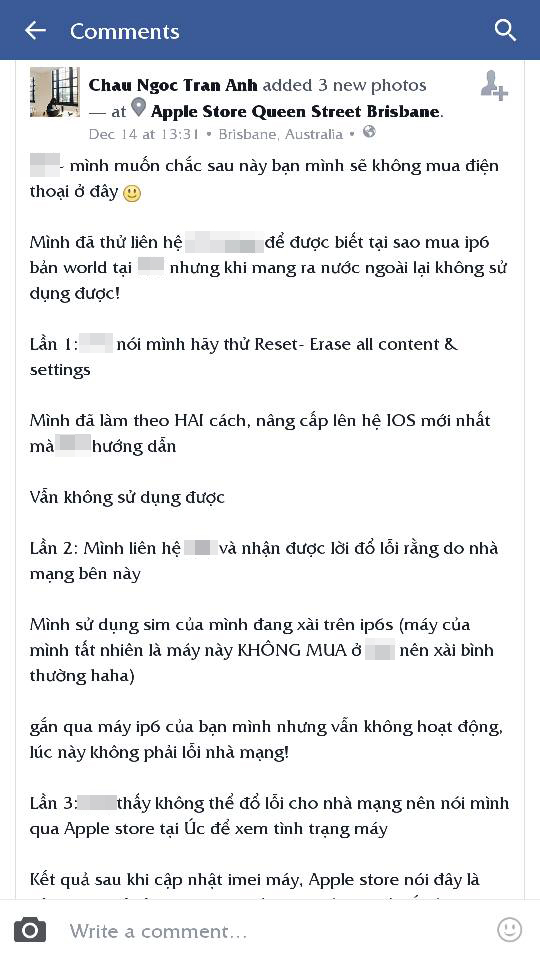 Comments
Chau Ngoc Tran Anh added 3 new photos
— at Apple Store Queen Street Brisbane.
Dec 14 at 13:31 • Brisbane, Australia •
- mình muốn chắc sau này bạn mình sẽ không mua điện
thoại ở đây
Mình đã thử liên hệ để được biết tại sao mua ip6
bản world tại nhưng khi mang ra nước ngoài lại không sử
dụng được!
Lần 1: nói mình hãy thử Reset- Erase all content &
settings
Mình đã làm theo HAI cách, nâng cấp lên hệ IOS mới nhất
mà hướng dẫn
Vẫn không sử dụng được
Lần 2: Mình liên hệ và nhận được lời đổ lỗi rằng do nhà
mạng bên này
Mình sử dụng sim của mình đang xài trên ip6s (máy của
mình tất nhiên là máy này KHÔNG MUA ở nên xài bình
thường haha)
gắn qua máy ip6 của bạn mình nhưng vẫn không hoạt động,
lúc này không phải lỗi nhà mạng!
Lần 3: thấy không thể đổ lỗi cho nhà mạng nên nói mình
qua Apple store tại Úc để xem tình trạng máy
Kết quả sau khi cập nhật imei máy, Apple store nói đây là
Write a comment...